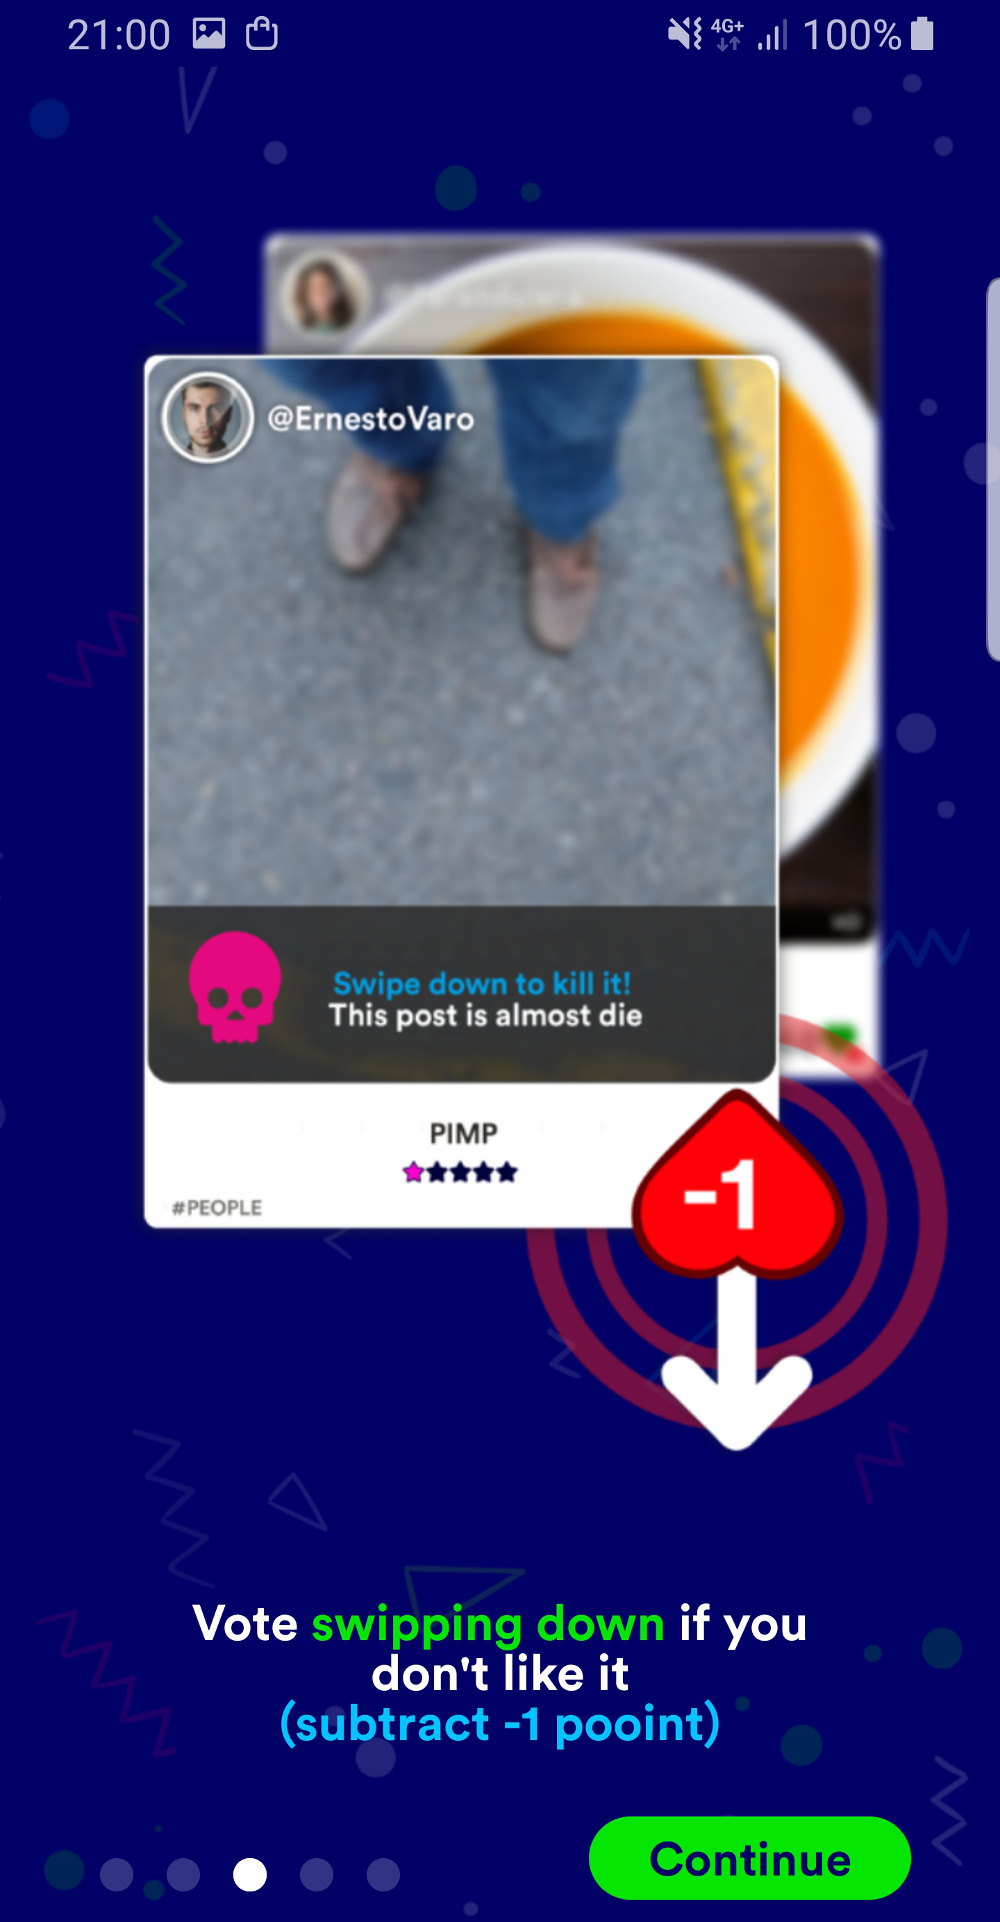 21:00
4G+
100%
@ErnestoVaro
Swipe down to kill it!
This post is almost die
PIMP
#PEOPLE
-1
Vote swipping down if you
don't like it
(subtract -1 pooint)
Continue